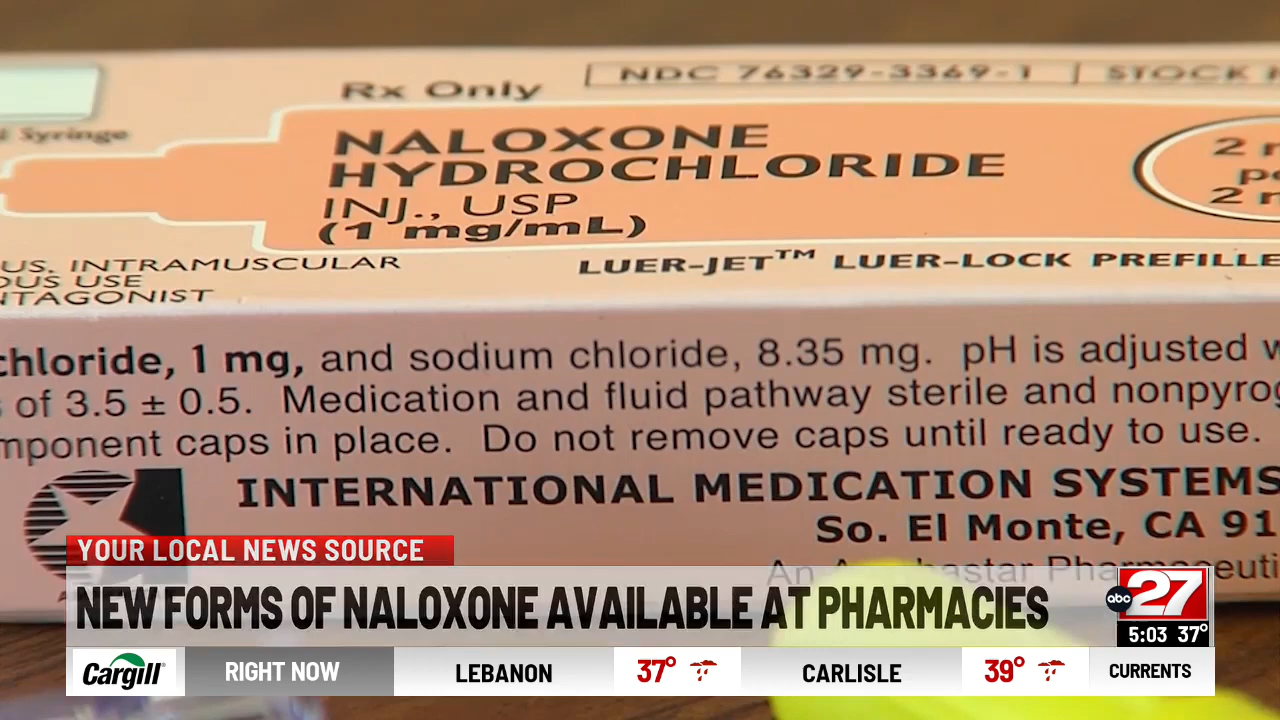 Rx Only
NDC 76329-3369-1 STOCK
Syringe
NALOXONE
HYDROCHLORIDE
INJ., USP
(1 mg/mL)
2
2
US, INTRAMUSCULAR
OUS USE
NTAGONIST
LUER-JET™ LUER-LOCK PREFILLE
chloride, 1 mg, and sodium chloride, 8.35 mg. pH is adjusted w
s of 3.5 ± 0.5. Medication and fluid pathway sterile and nonpyrog
mponent caps in place. Do not remove caps until ready to use.
INTERNATIONAL MEDICATION SYSTEMS
So. El Monte, CA 91
YOUR LOCAL NEWS SOURCE
NEW FORMS OF NALOXONE AVAILABLE AT PHARMACIES
abc 27
5:03 37°
Cargill RIGHT NOW LEBANON 37° CARLISLE 39° CURRENTS